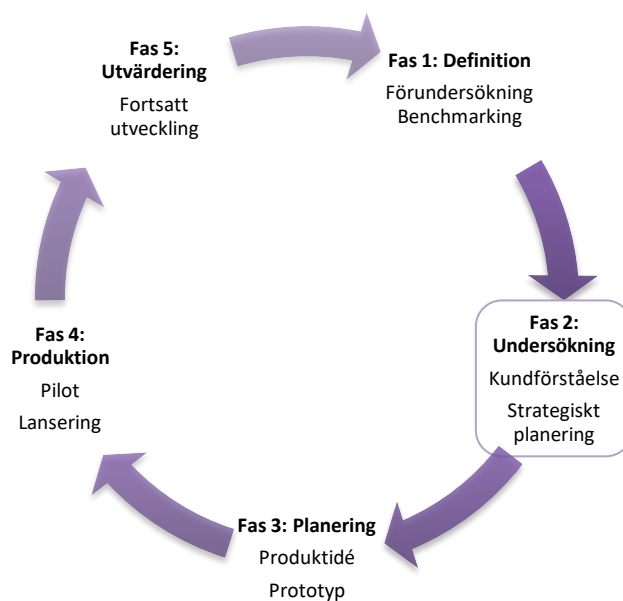 Fas 1: Definition
Förundersökning
Benchmarking
Fas 2:
Undersökning
Kundförståelse
Strategiskt
planering
Fas 3: Planering
Produktidé
Prototyp
Fas 4:
Produktion
Pilot
Lansering
Fas 5:
Utvärdering
Fortsatt
utveckling